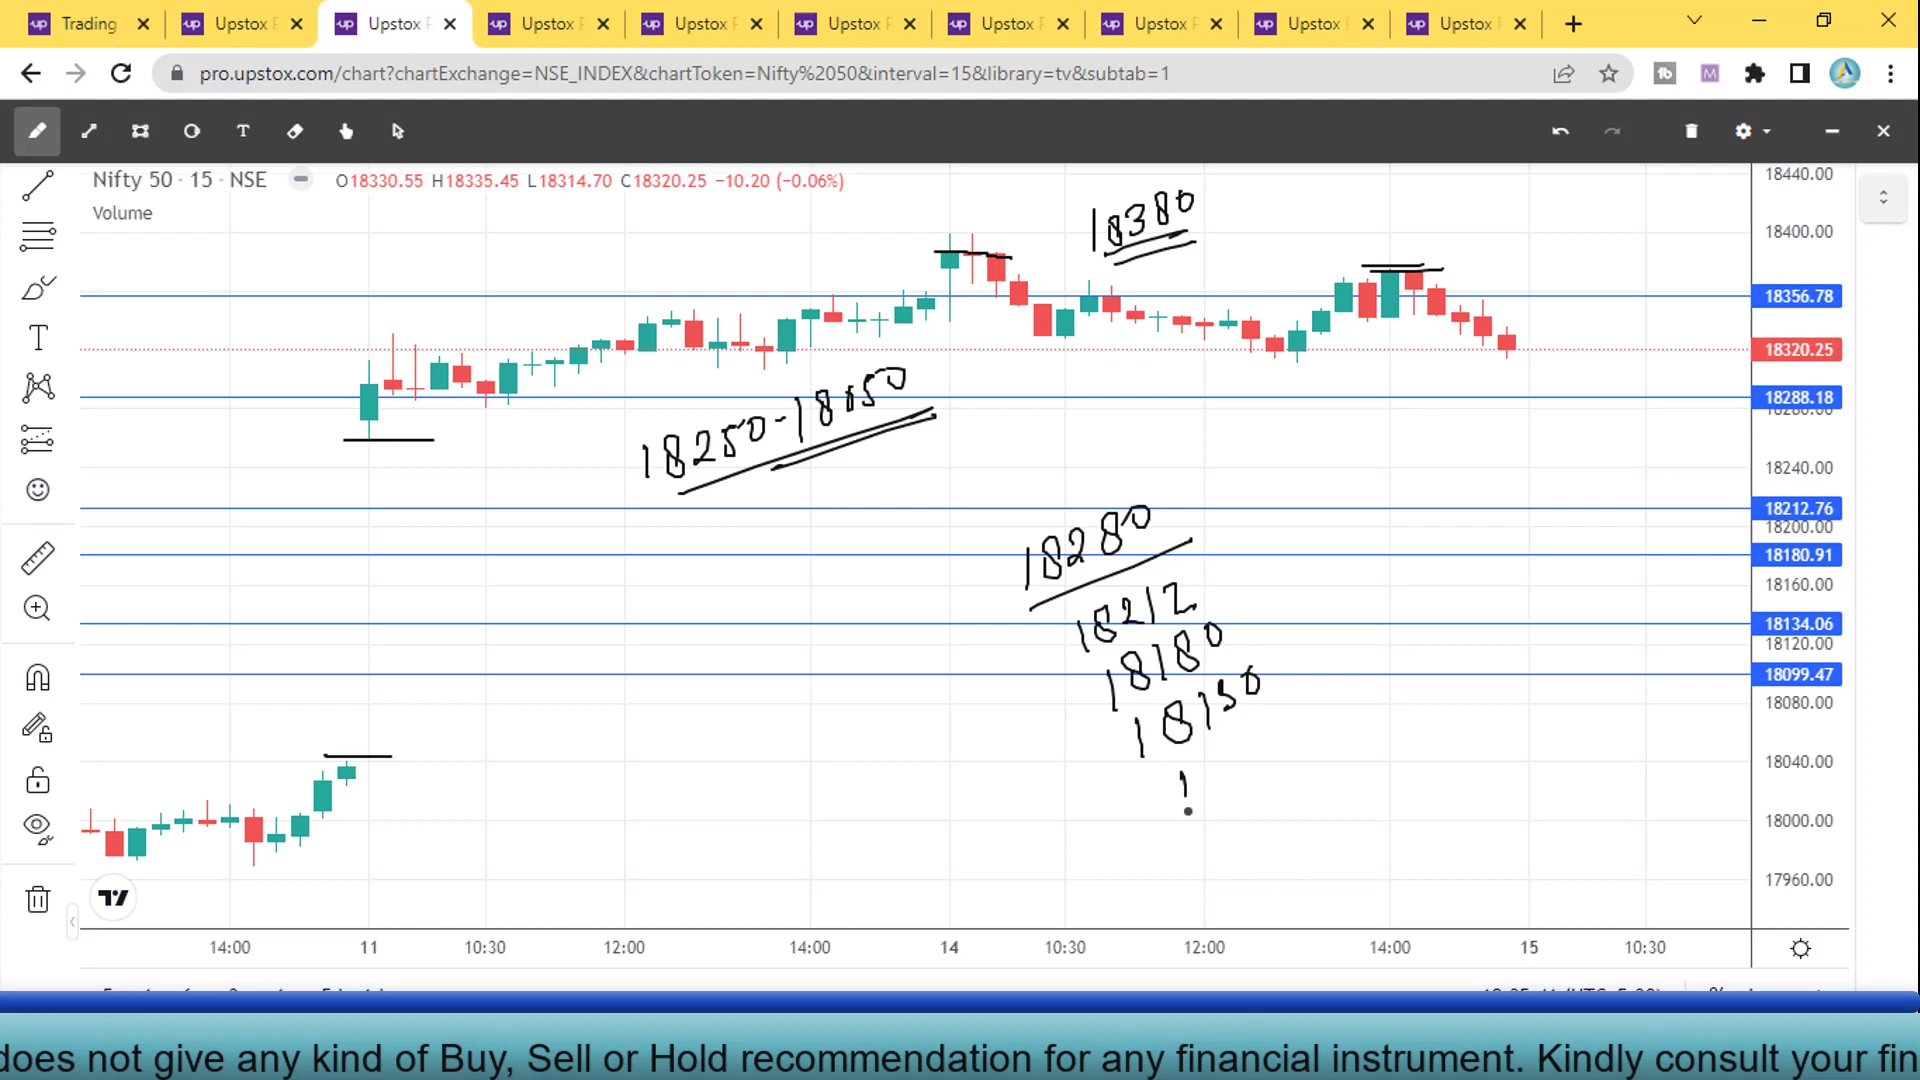 Trading
Upstox
Upstox
Upstox
Upstox
Upstox
Upstox
Upstox
Upstox
Upstox
pro.upstox.com/chart?chartExchange=NSE_INDEX&chartToken=Nifty%2050&interval=15&library=tv&subtab=1
Nifty 50 · 15 · NSE
O18330.55 H18335.45 L18314.70 C18320.25 −10.20 (−0.06%)
Volume
18380
18250-18050
18280
18212
18180
18130
1
18440.00
18400.00
18356.78
18320.25
18288.18
18240.00
18212.76
18200.00
18180.91
18160.00
18134.06
18120.00
18099.47
18080.00
18040.00
18000.00
17960.00
14:00 11 10:30 12:00 14:00 14 10:30 12:00 14:00 15 10:30
does not give any kind of Buy, Sell or Hold recommendation for any financial instrument. Kindly consult your fin